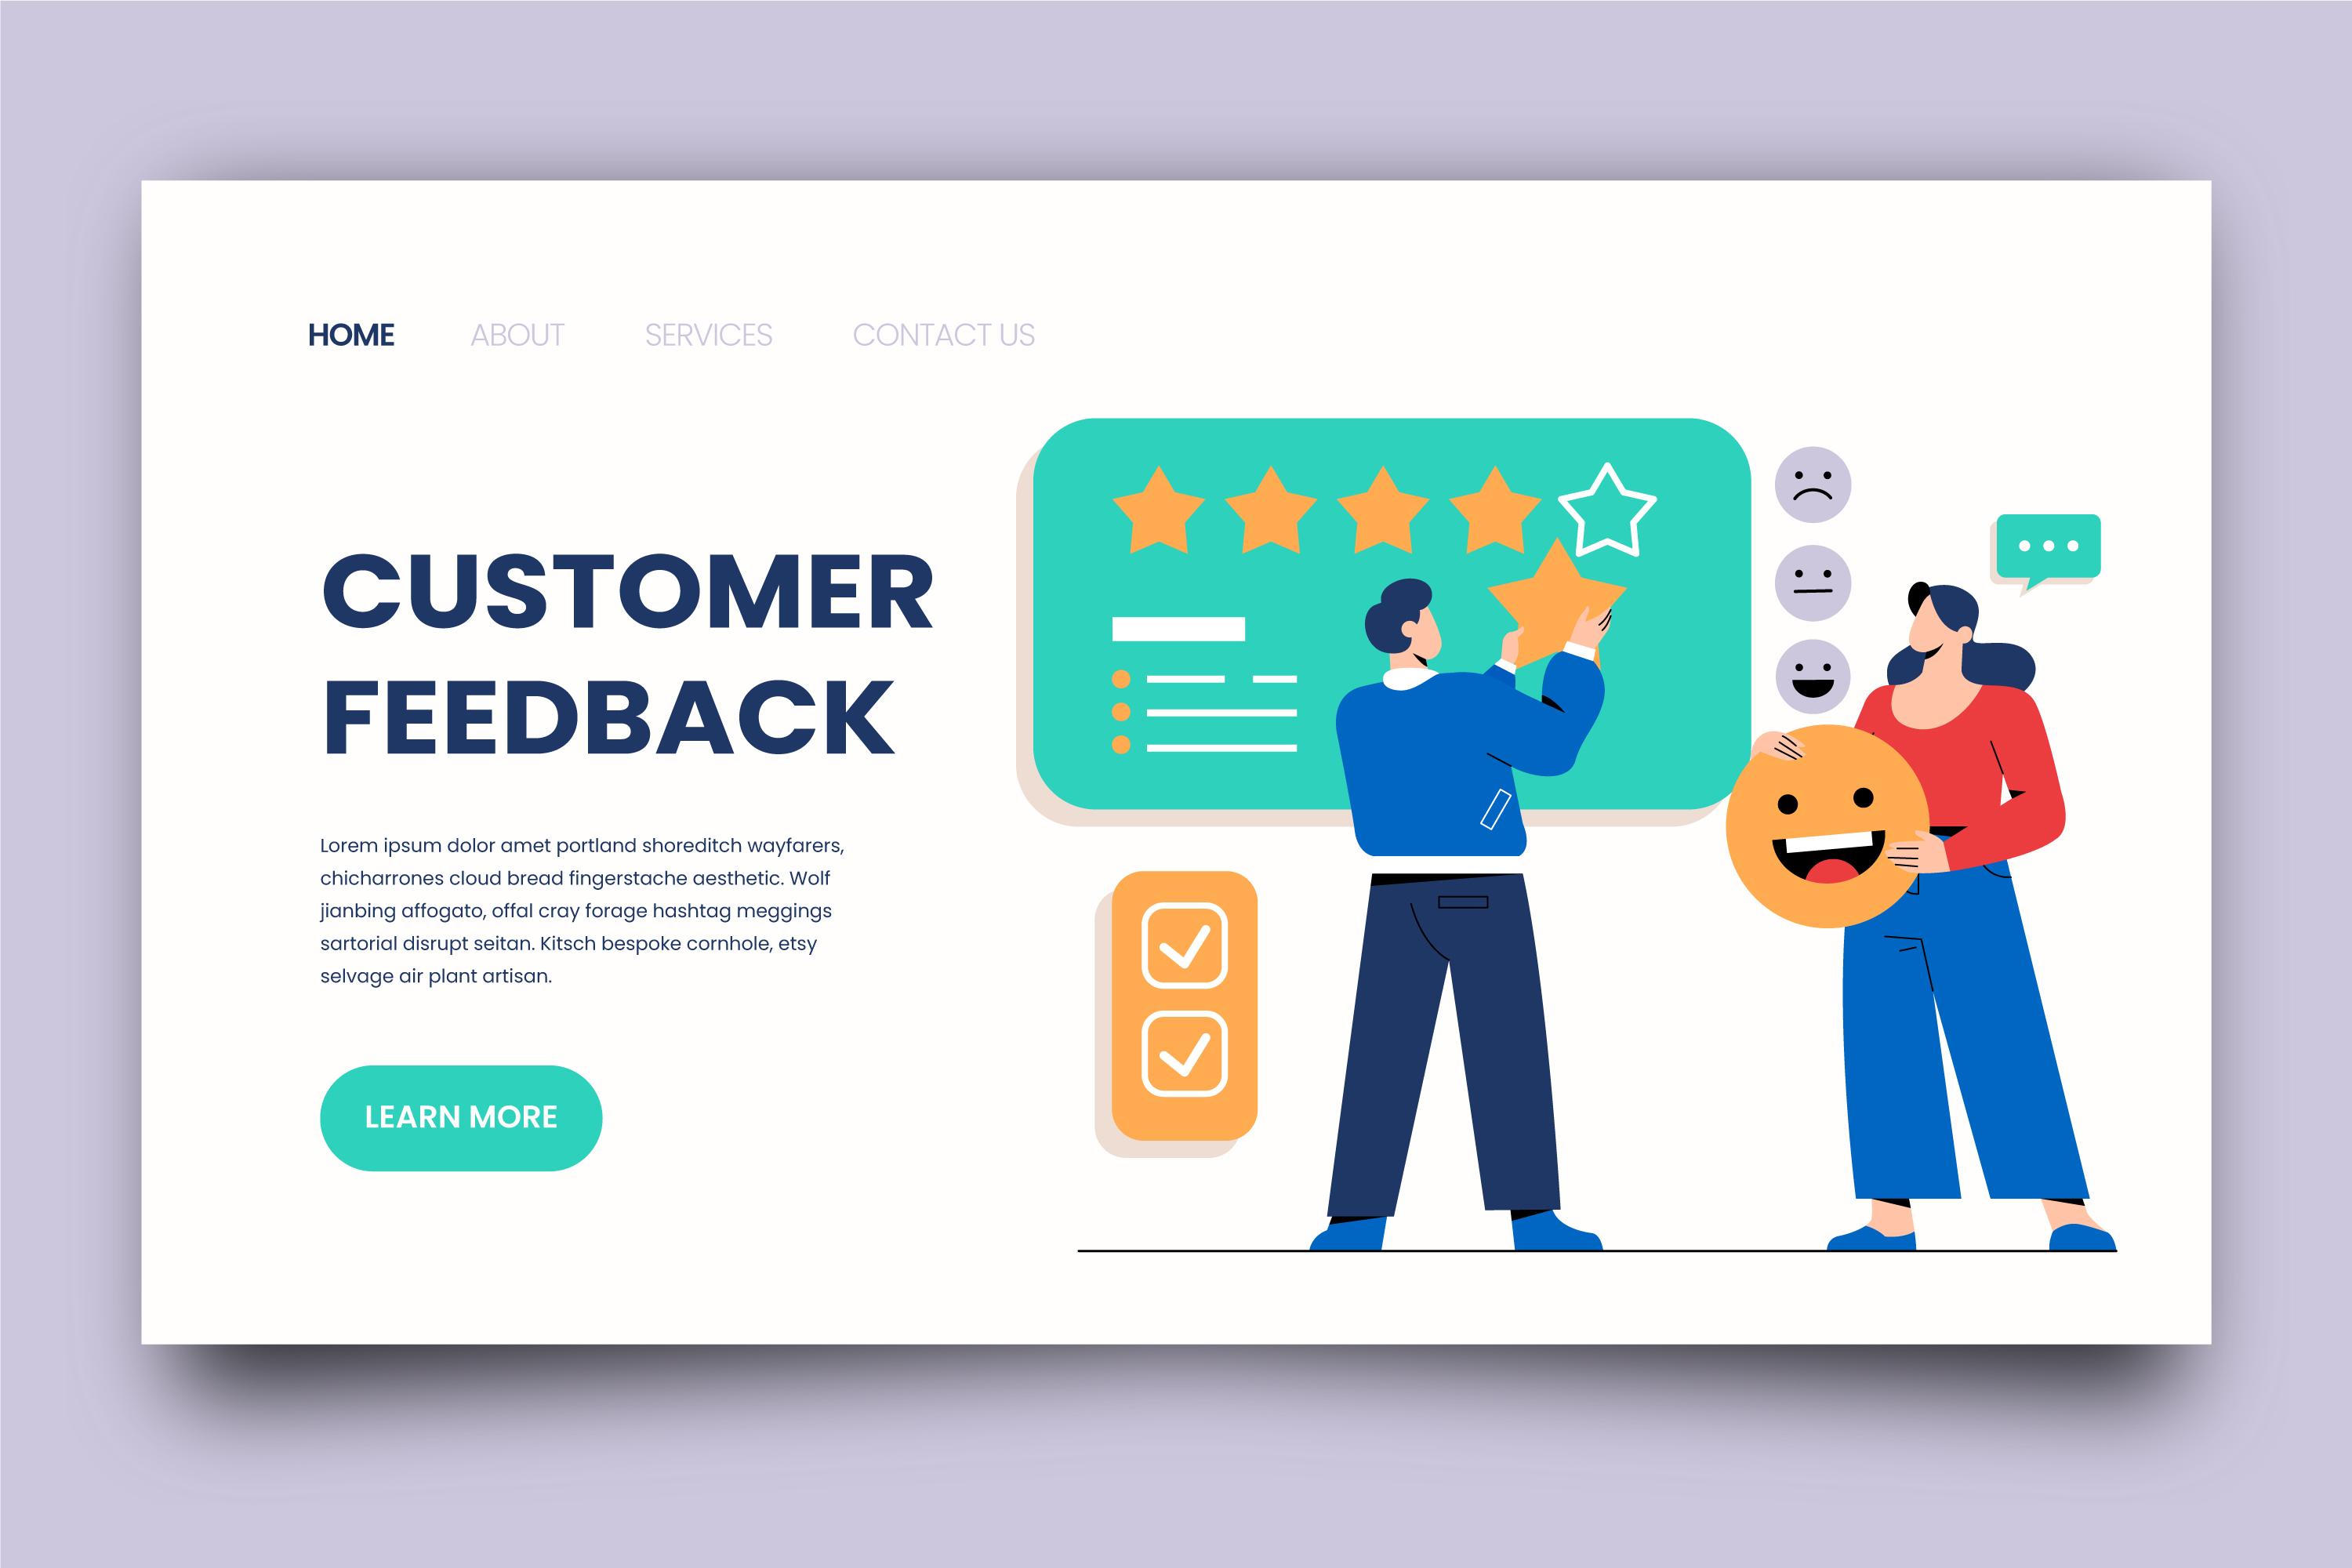 HOME ABOUT SERVICES CONTACT US
CUSTOMER
FEEDBACK
Lorem ipsum dolor amet portland shoreditch wayfarers,
chicharrones cloud bread fingerstache aesthetic. Wolf
jianbing affogato, offal cray forage hashtag meggings
sartorial disrupt seitan. Kitsch bespoke cornhole, etsy
selvage air plant artisan.
LEARN MORE